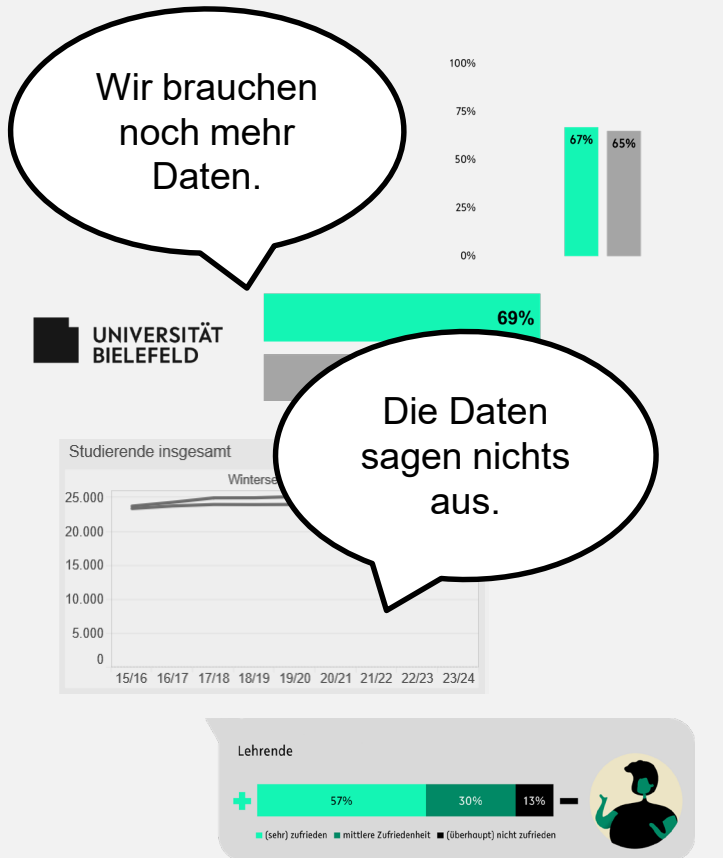 Wir brauchen
noch mehr
Daten.
100%
75%
50%
25%
0%
67%
65%
69%
UNIVERSITÄT
BIELEFELD
Die Daten
sagen nichts
aus.
Studierende insgesamt
25.000
20.000
15.000
10.000
5.000
0
15/16 16/17 17/18 18/19 19/20 20/21 21/22 22/23 23/24
Lehrende
57% 30% 13%
(sehr) zufrieden mittlere Zufriedenheit (überhaupt) nicht zufrieden